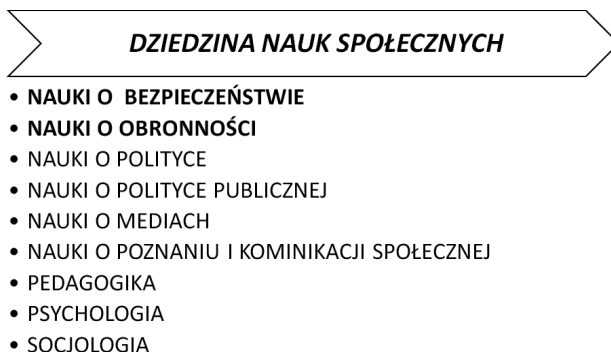 DZIEDZINA NAUK SPOŁECZNYCH
• NAUKI O BEZPIECZEŃSTWIE
• NAUKI O OBRONNOŚCI
• NAUKI O POLITYCE
• NAUKI O POLITYCE PUBLICZNEJ
• NAUKI O MEDIACH
• NAUKI O POZNANIU I KOMINIKACJI SPOŁECZNEJ
• PEDAGOGIKA
• PSYCHOLOGIA
• SOCJOLOGIA